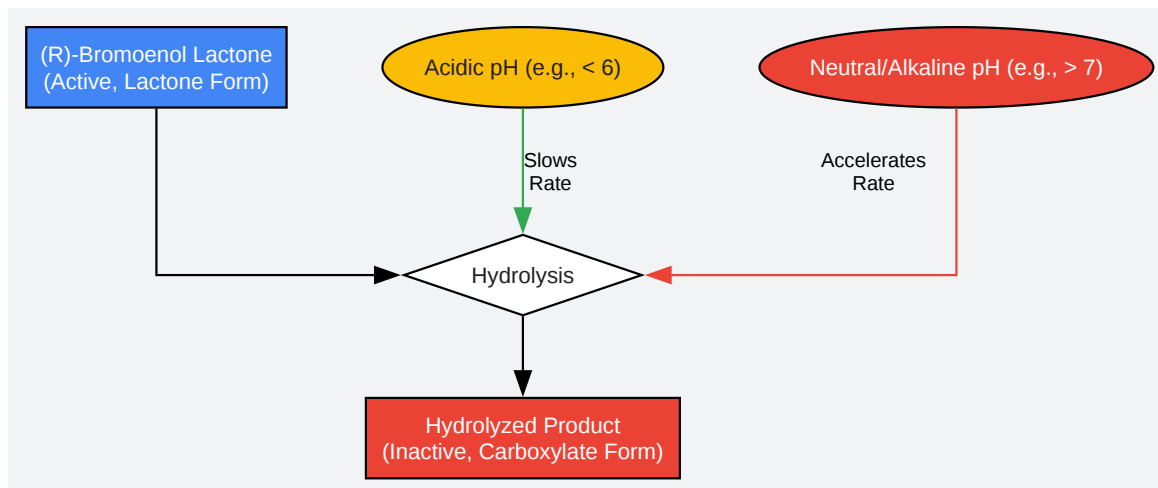 (R)-Bromoenol Lactone
(Active, Lactone Form)
Acidic pH (e.g., < 6)
Neutral/Alkaline pH (e.g., > 7)
Slows
Rate
Accelerates
Rate
Hydrolysis
Hydrolyzed Product
(Inactive, Carboxylate Form)